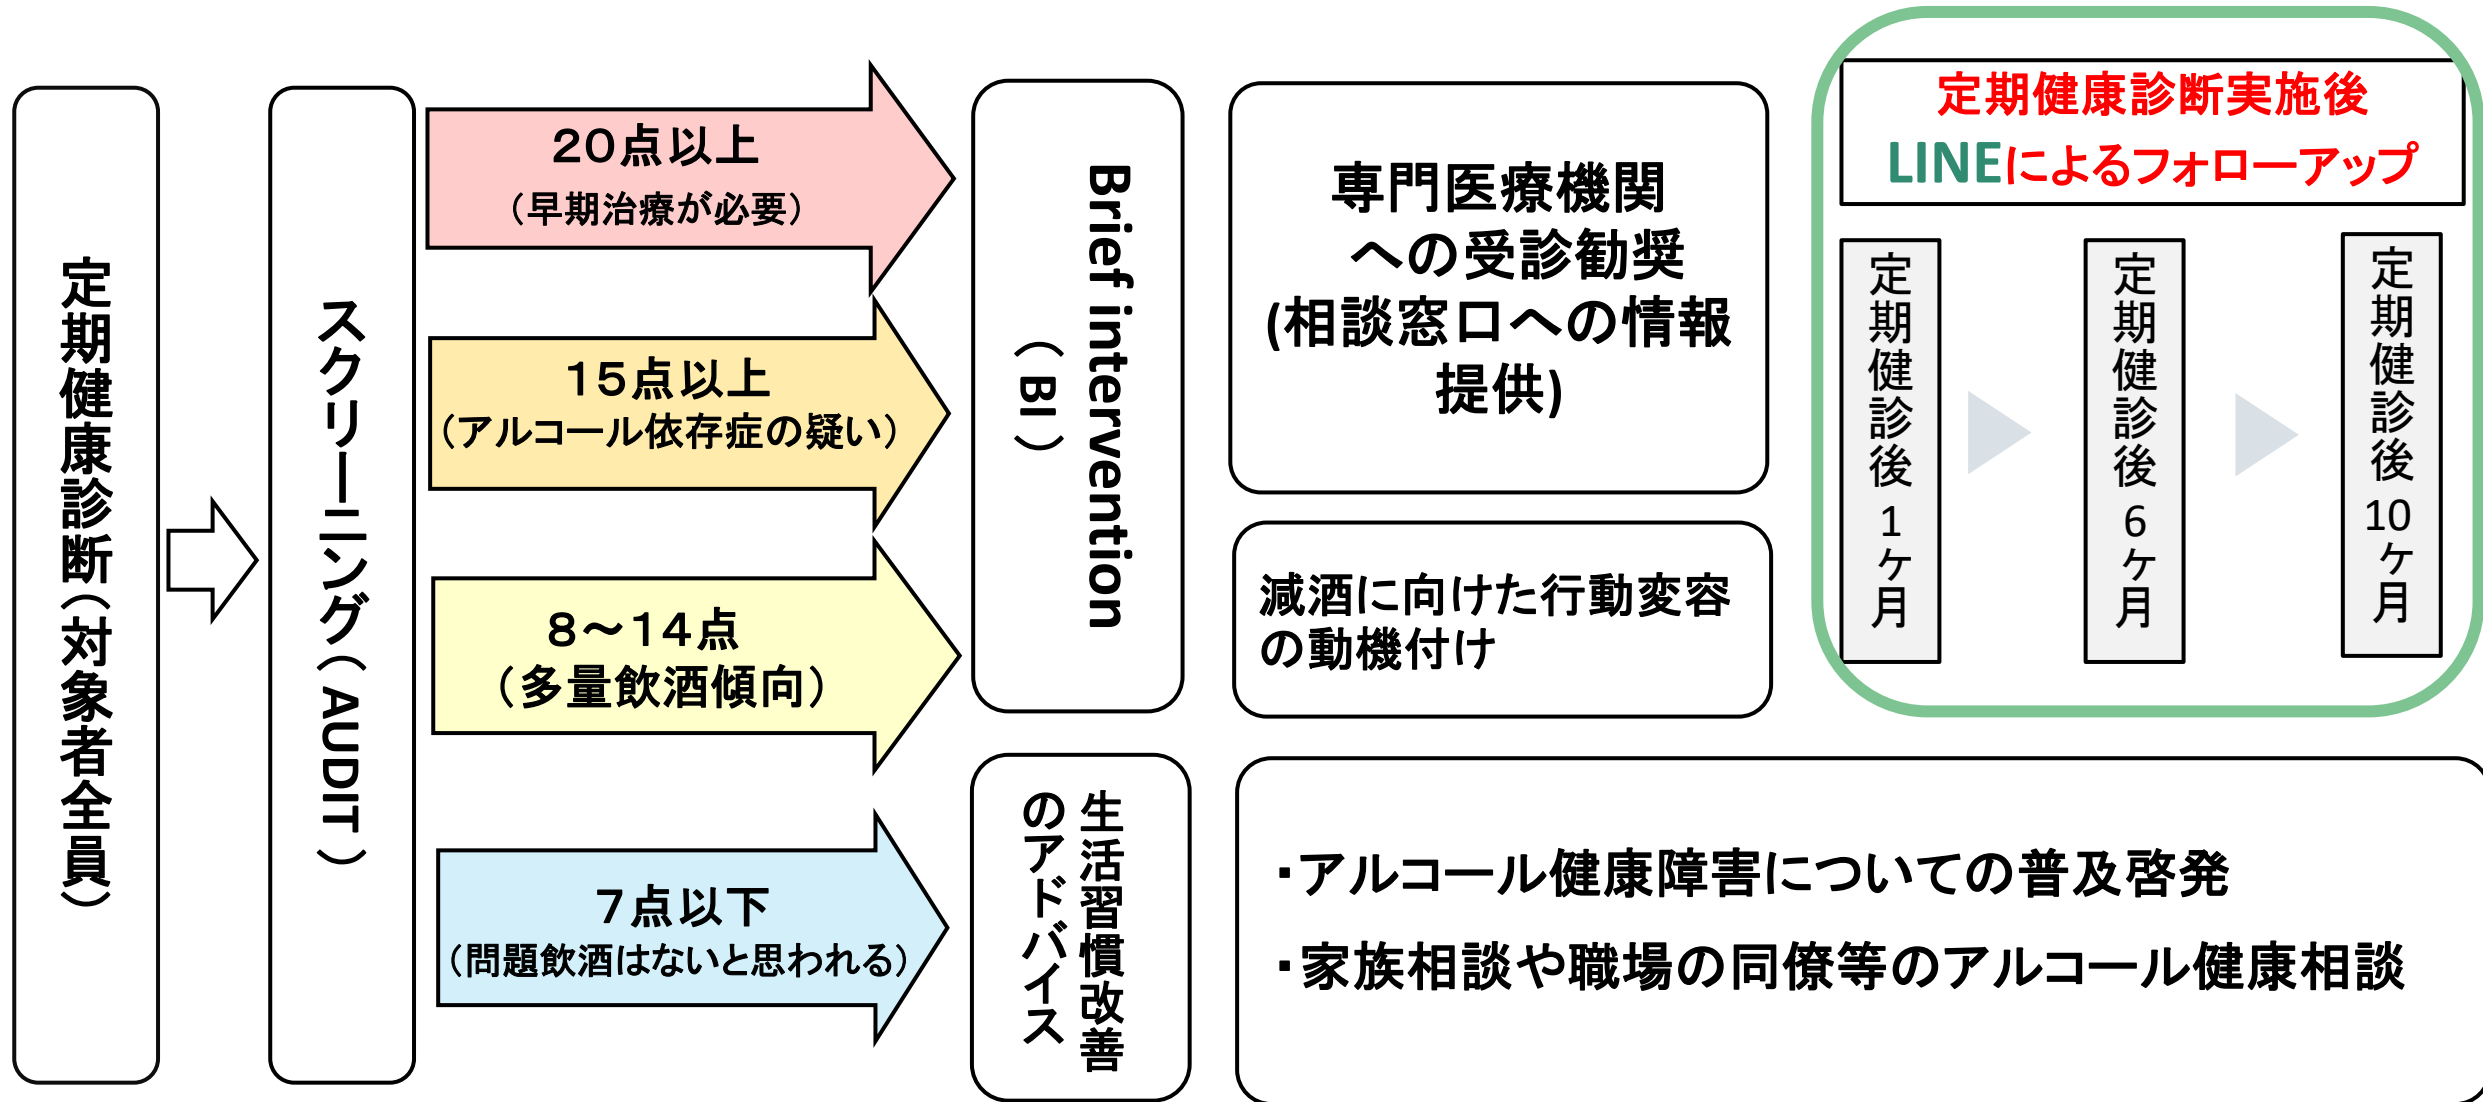 定期健康診断（対象者全員）
スクリーニング（AUDIT）
２０点以上
（早期治療が必要）
１５点以上
（アルコール依存症の疑い）
８～１４点
（多量飲酒傾向）
７点以下
（問題飲酒はないと思われる）
Brief intervention
（BI）
生活習慣改善
のアドバイス
専門医療機関
への受診勧奨
(相談窓口への情報
提供)
減酒に向けた行動変容
の動機付け
定期健康診断実施後
LINEによるフォローアップ
定期健診後1ヶ月
定期健診後6ヶ月
定期健診後10ヶ月
・アルコール健康障害についての普及啓発
・家族相談や職場の同僚等のアルコール健康相談